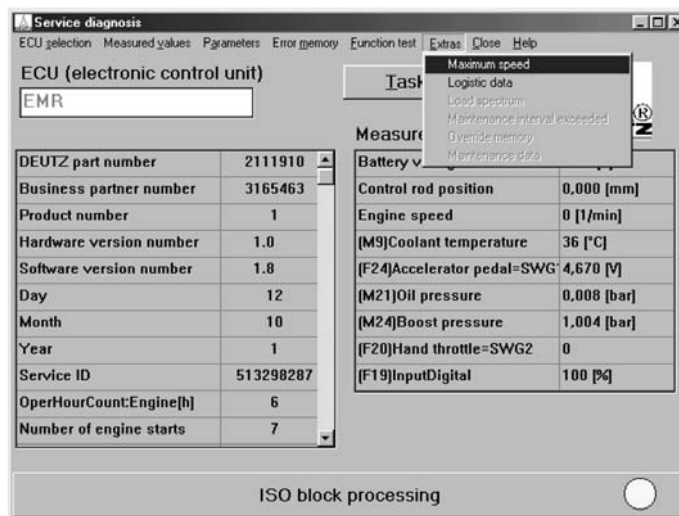 Service diagnosis
ECU selection Measured values Parameters Error memory Function test Extras Close Help
Maximum speed
Logistic data
Load spectrum
Maintenance interval exceeded
Override memory
Maintenance data
ECU (electronic control unit)
EMR
®
DEUTZ part number 2111910
Business partner number 3165463
Product number 1
Hardware version number 1.0
Software version number 1.8
Day 12
Month 10
Year 1
Service ID 513298287
OperHourCount:Engine[h] 6
Number of engine starts 7
Battery
Control rod position 0,000 [mm]
Engine speed 0 [1/min]
(M9)Coolant temperature 36 [°C]
(F24)Accelerator pedal=SWG 4,670 [V]
(M21)Oil pressure 0,008 [bar]
(M24)Boost pressure 1,004 [bar]
(F20)Hand throttle=SWG2 0
(F19)InputDigital 100 [%]
ISO block processing